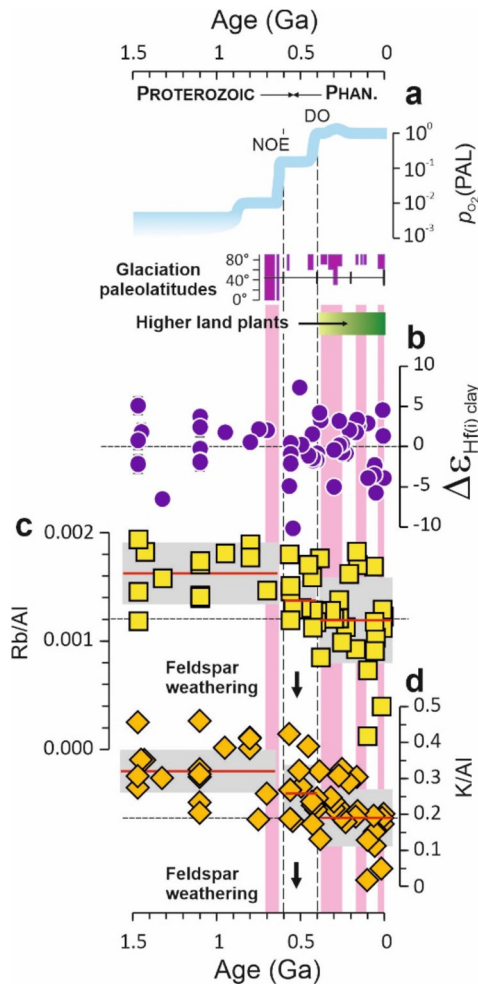 Age (Ga)
1.5 1 0.5 0
PROTEROZOIC PHAN. a
NOE DO
10⁰
10⁻¹
10⁻²
10⁻³
pO₂(PAL)
Glaciation
paleolatitudes
80°
40°
0°
Higher land plants
b
10
5
0
-5
-10
Δε Hf(i) clay
c
0.002
0.001
0.000
Rb/Al
Feldspar
weathering
d
0.5
0.4
0.3
0.2
0.1
0
K/Al
Feldspar
weathering
1.5 1 0.5 0
Age (Ga)